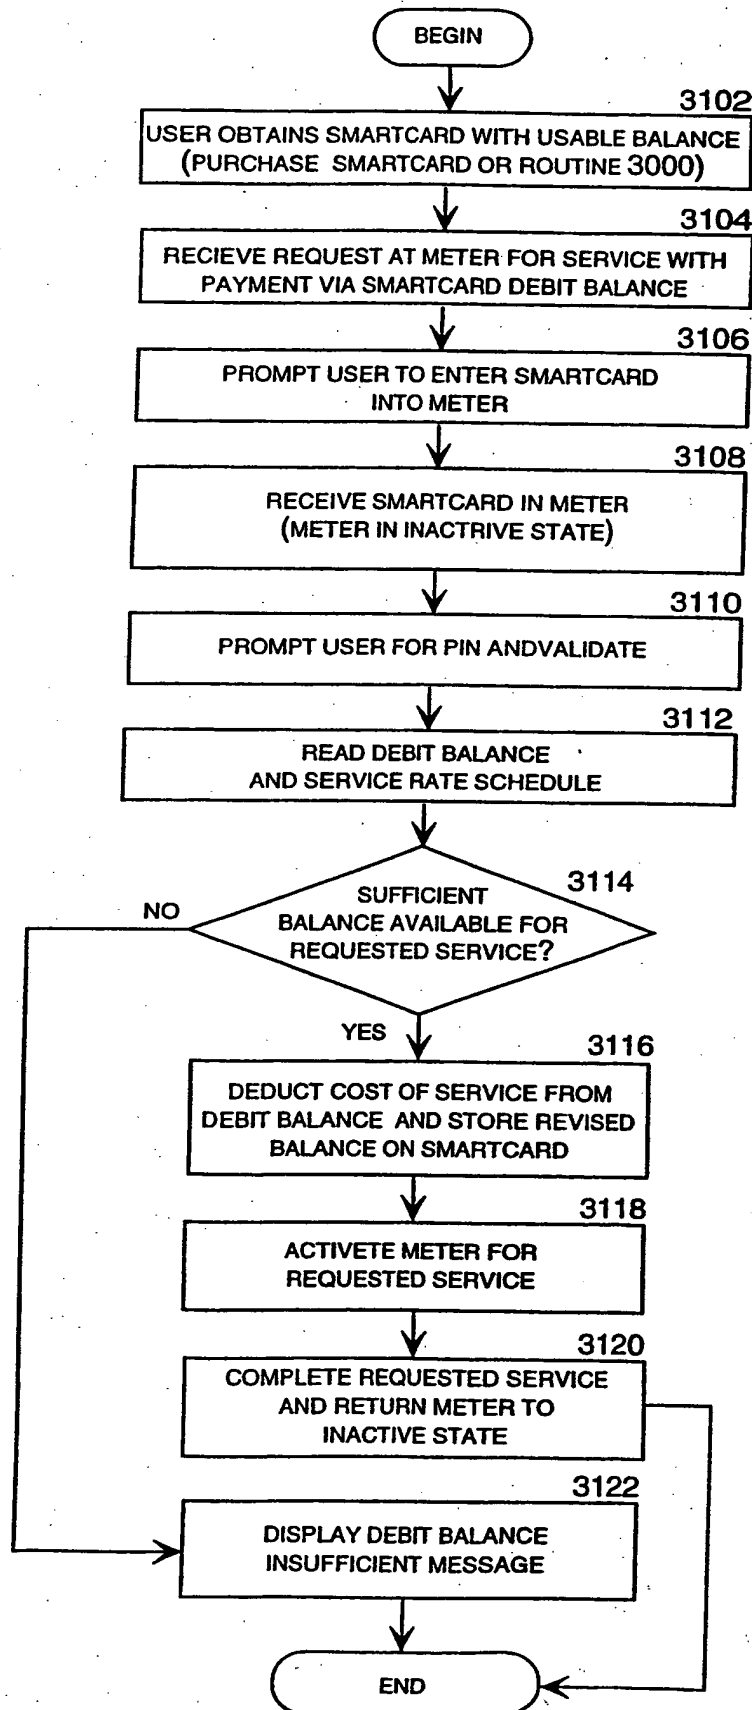 BEGIN
3102
USER OBTAINS SMARTCARD WITH USABLE BALANCE
(PURCHASE SMARTCARD OR ROUTINE 3000)
3104
RECIEVE REQUEST AT METER FOR SERVICE WITH
PAYMENT VIA SMARTCARD DEBIT BALANCE
3106
PROMPT USER TO ENTER SMARTCARD
INTO METER
3108
RECEIVE SMARTCARD IN METER
(METER IN INACTRIVE STATE)
3110
PROMPT USER FOR PIN ANDVALIDATE
3112
READ DEBIT BALANCE
AND SERVICE RATE SCHEDULE
3114
SUFFICIENT
BALANCE AVAILABLE FOR
REQUESTED SERVICE?
NO
YES
3116
DEDUCT COST OF SERVICE FROM
DEBIT BALANCE AND STORE REVISED
BALANCE ON SMARTCARD
3118
ACTIVETE METER FOR
REQUESTED SERVICE
3120
COMPLETE REQUESTED SERVICE
AND RETURN METER TO
INACTIVE STATE
3122
DISPLAY DEBIT BALANCE
INSUFFICIENT MESSAGE
END